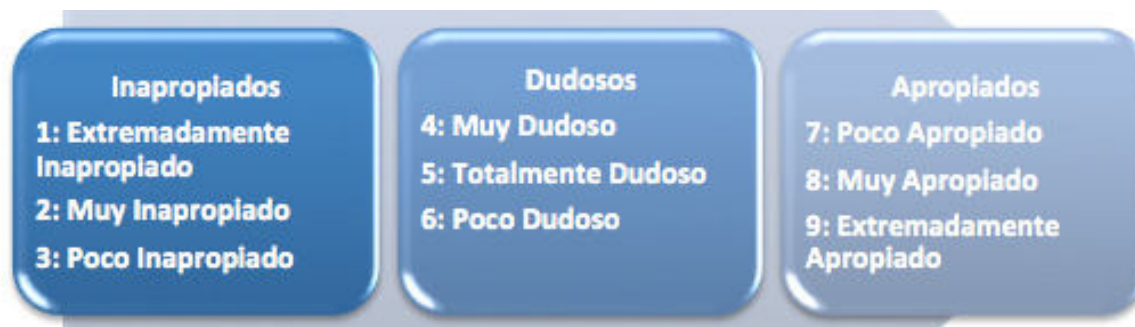 Inapropiados
1: Extremadamente
Inapropiado
2: Muy Inapropiado
3: Poco Inapropiado
Dudosos
4: Muy Dudoso
5: Totalmente Dudoso
6: Poco Dudoso
Apropiados
7: Poco Apropiado
8: Muy Apropiado
9: Extremadamente
Apropiado